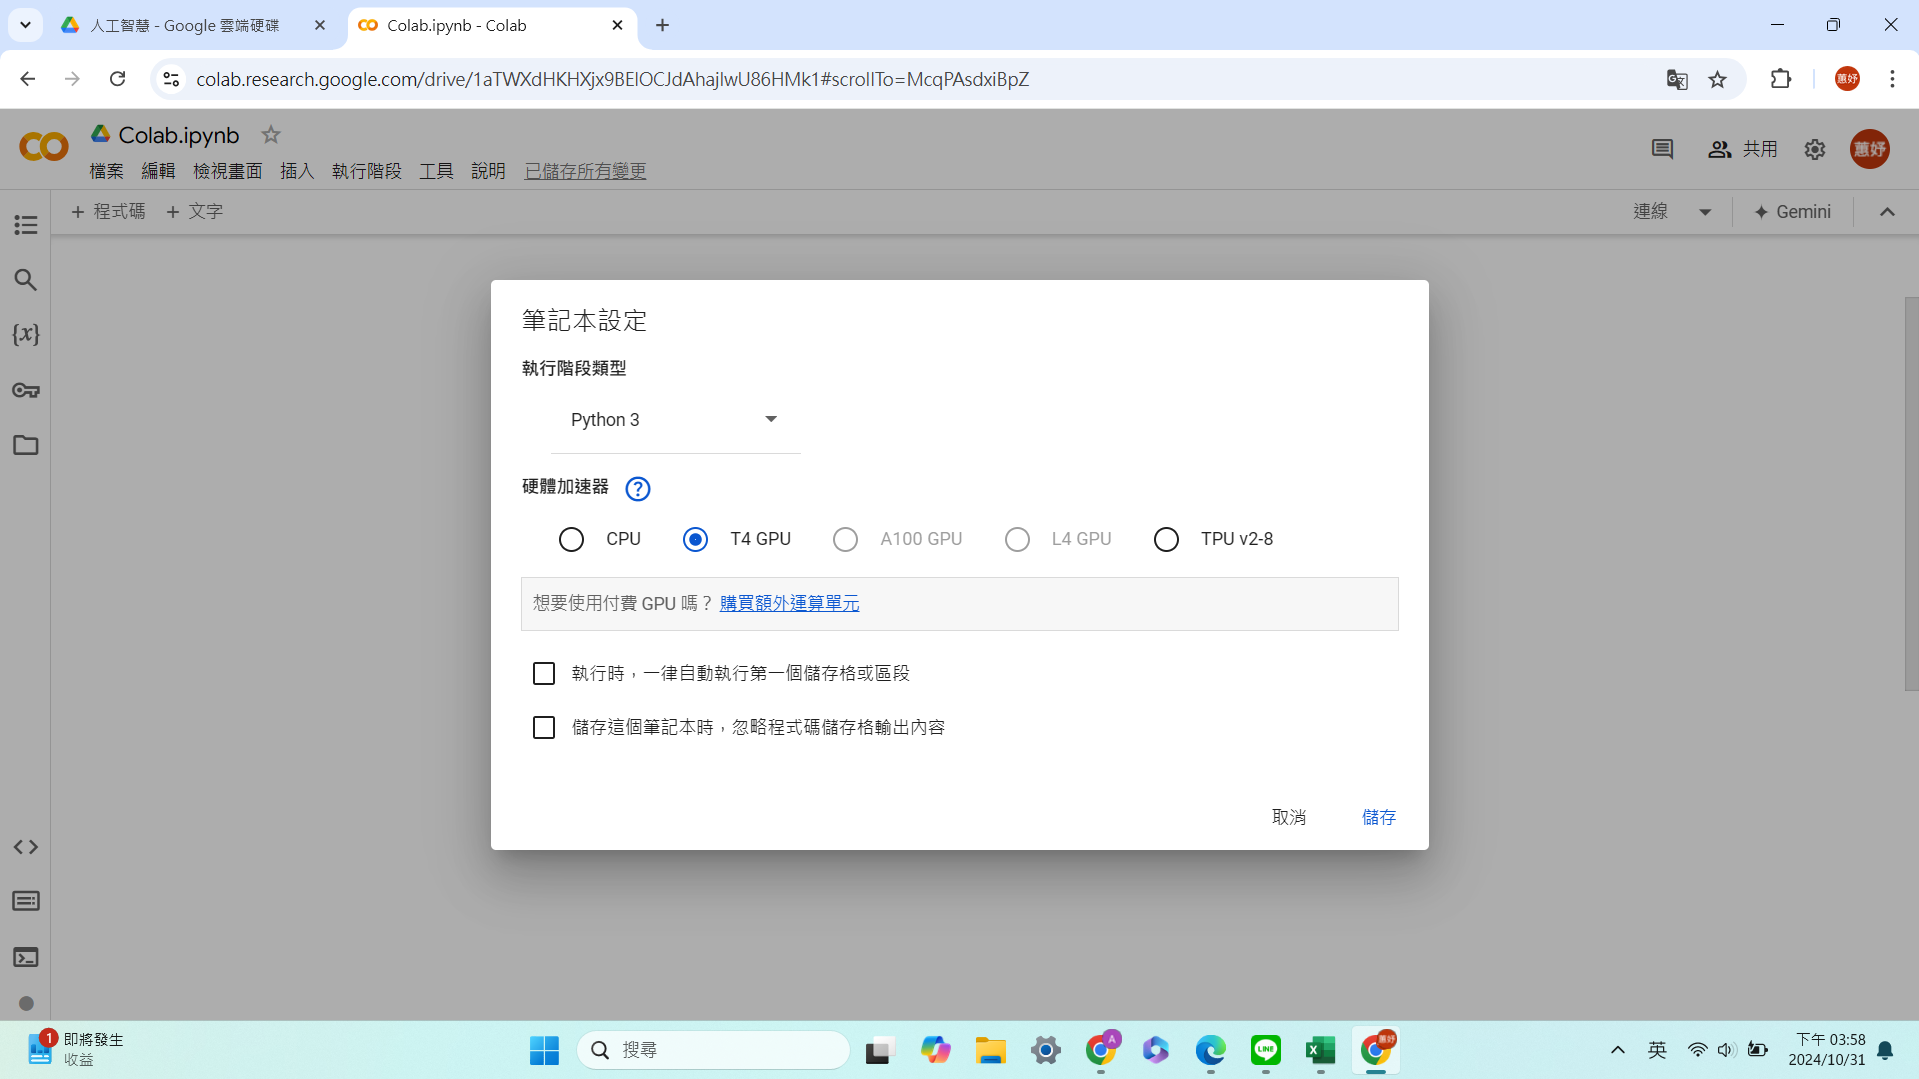 人工智慧 - Google 雲端硬碟
Colab.ipynb - Colab
colab.research.google.com/drive/1aTWXdHKHXjx9BElOCJdAhajlwU86HMk1#scrollTo=McqPAsdxiBpZ
蕙妤
Colab.ipynb
檔案 編輯 檢視畫面 插入 執行階段 工具 說明 已儲存所有變更
共用
蕙妤
+ 程式碼 + 文字
連線
Gemini
{x}
筆記本設定
執行階段類型
Python 3
硬體加速器 ?
CPU T4 GPU A100 GPU L4 GPU TPU v2-8
想要使用付費 GPU 嗎？ 購買額外運算單元
執行時，一律自動執行第一個儲存格或區段
儲存這個筆記本時，忽略程式碼儲存格輸出內容
取消 儲存
1
即將發生
收益
搜尋
A
LINE
X
蕙妤
英
下午 03:58
2024/10/31